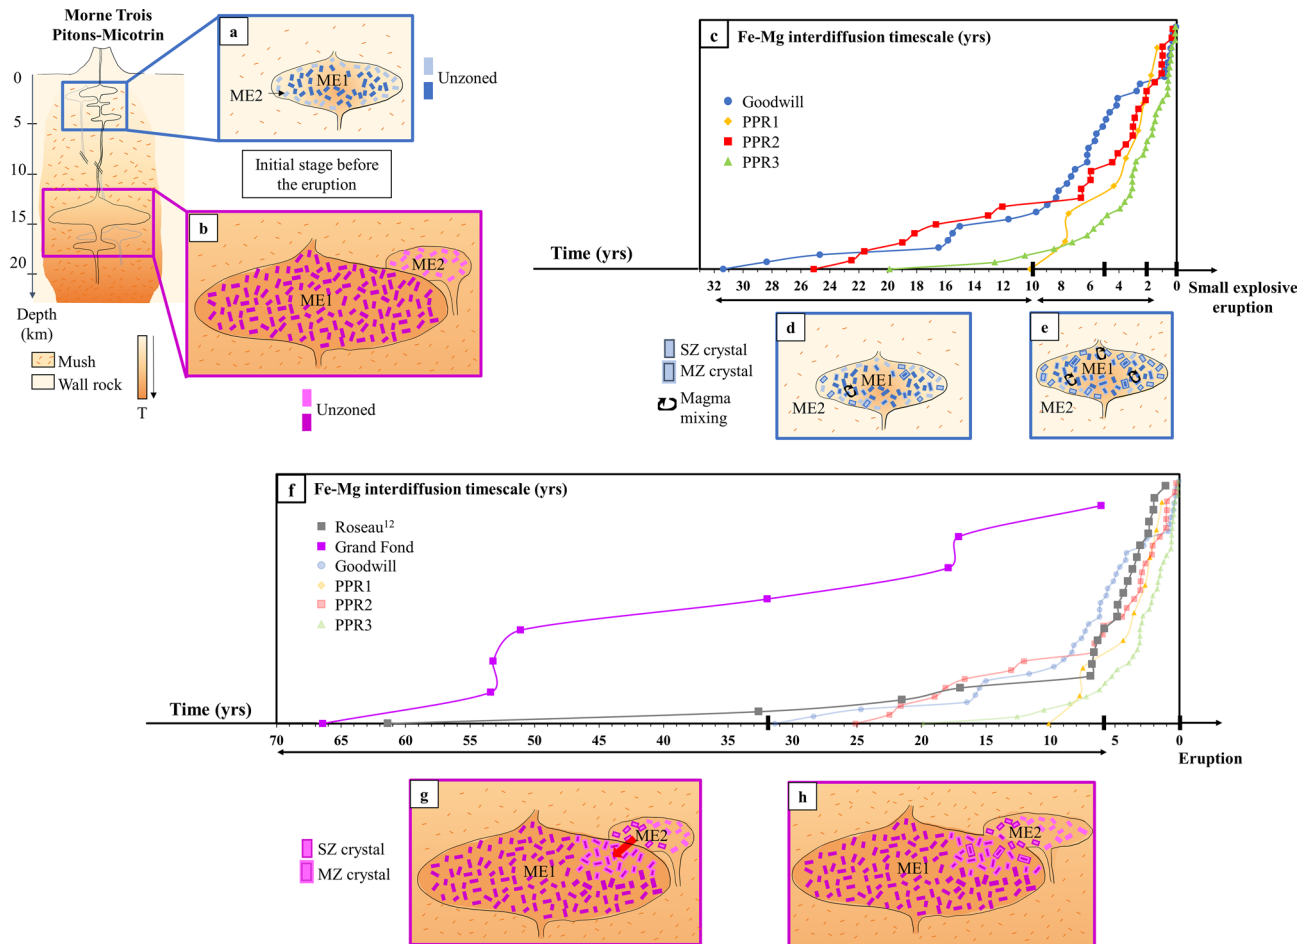 Morne Trois
Pitons-Micotrin
0
5
10
15
20
Depth
(km)
Mush
Wall rock
T
a
ME1
ME2
Unzoned
Initial stage before
the eruption
b
ME2
ME1
Unzoned
c
Fe-Mg interdiffusion timescale (yrs)
Goodwill
PPR1
PPR2
PPR3
Time (yrs)
33 32 30 28 26 24 22 20 18 16 14 12 10 8 6 4 2 0
Small explosive
eruption
SZ crystal
MZ crystal
Magma
mixing
d
ME1
ME2
e
ME1
ME2
f
Fe-Mg interdiffusion timescale (yrs)
Roseau¹²
Grand Fond
Goodwill
PPR1
PPR2
PPR3
Time (yrs)
70 65 60 55 50 45 40 35 30 25 20 15 10 5 0
Eruption
SZ crystal
MZ crystal
g
ME2
ME1
h
ME2
ME1